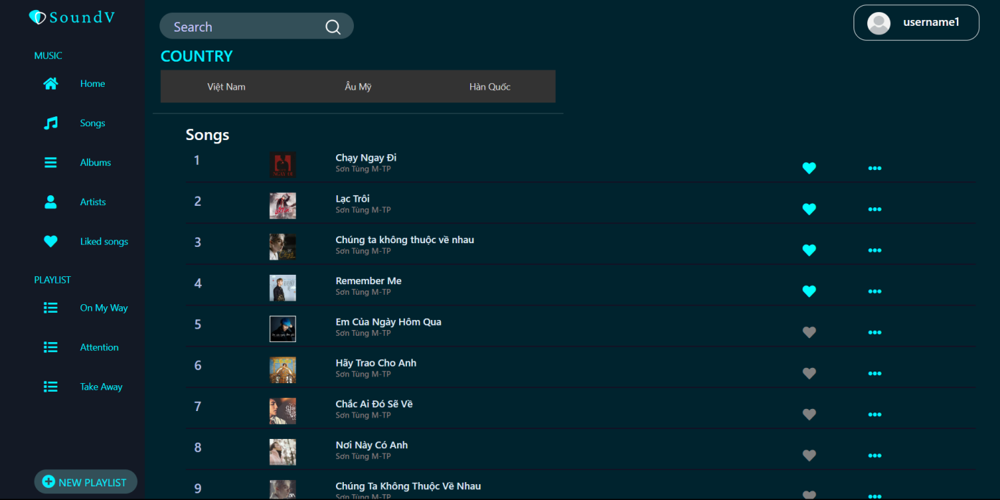 SoundV
MUSIC
Home
Songs
Albums
Artists
Liked songs
PLAYLIST
On My Way
Attention
Take Away
NEW PLAYLIST
Search
username1
COUNTRY
Việt Nam
Âu Mỹ
Hàn Quốc
Songs
1
Chạy Ngay Đi
Sơn Tùng M-TP
2
Lạc Trôi
Sơn Tùng M-TP
3
Chúng ta không thuộc về nhau
Sơn Tùng M-TP
4
Remember Me
Sơn Tùng M-TP
5
Em Của Ngày Hôm Qua
Sơn Tùng M-TP
6
Hãy Trao Cho Anh
Sơn Tùng M-TP
7
Chắc Ai Đó Sẽ Về
Sơn Tùng M-TP
8
Nơi Này Có Anh
Sơn Tùng M-TP
9
Chúng Ta Không Thuộc Về Nhau
Sơn Tùng M-TP